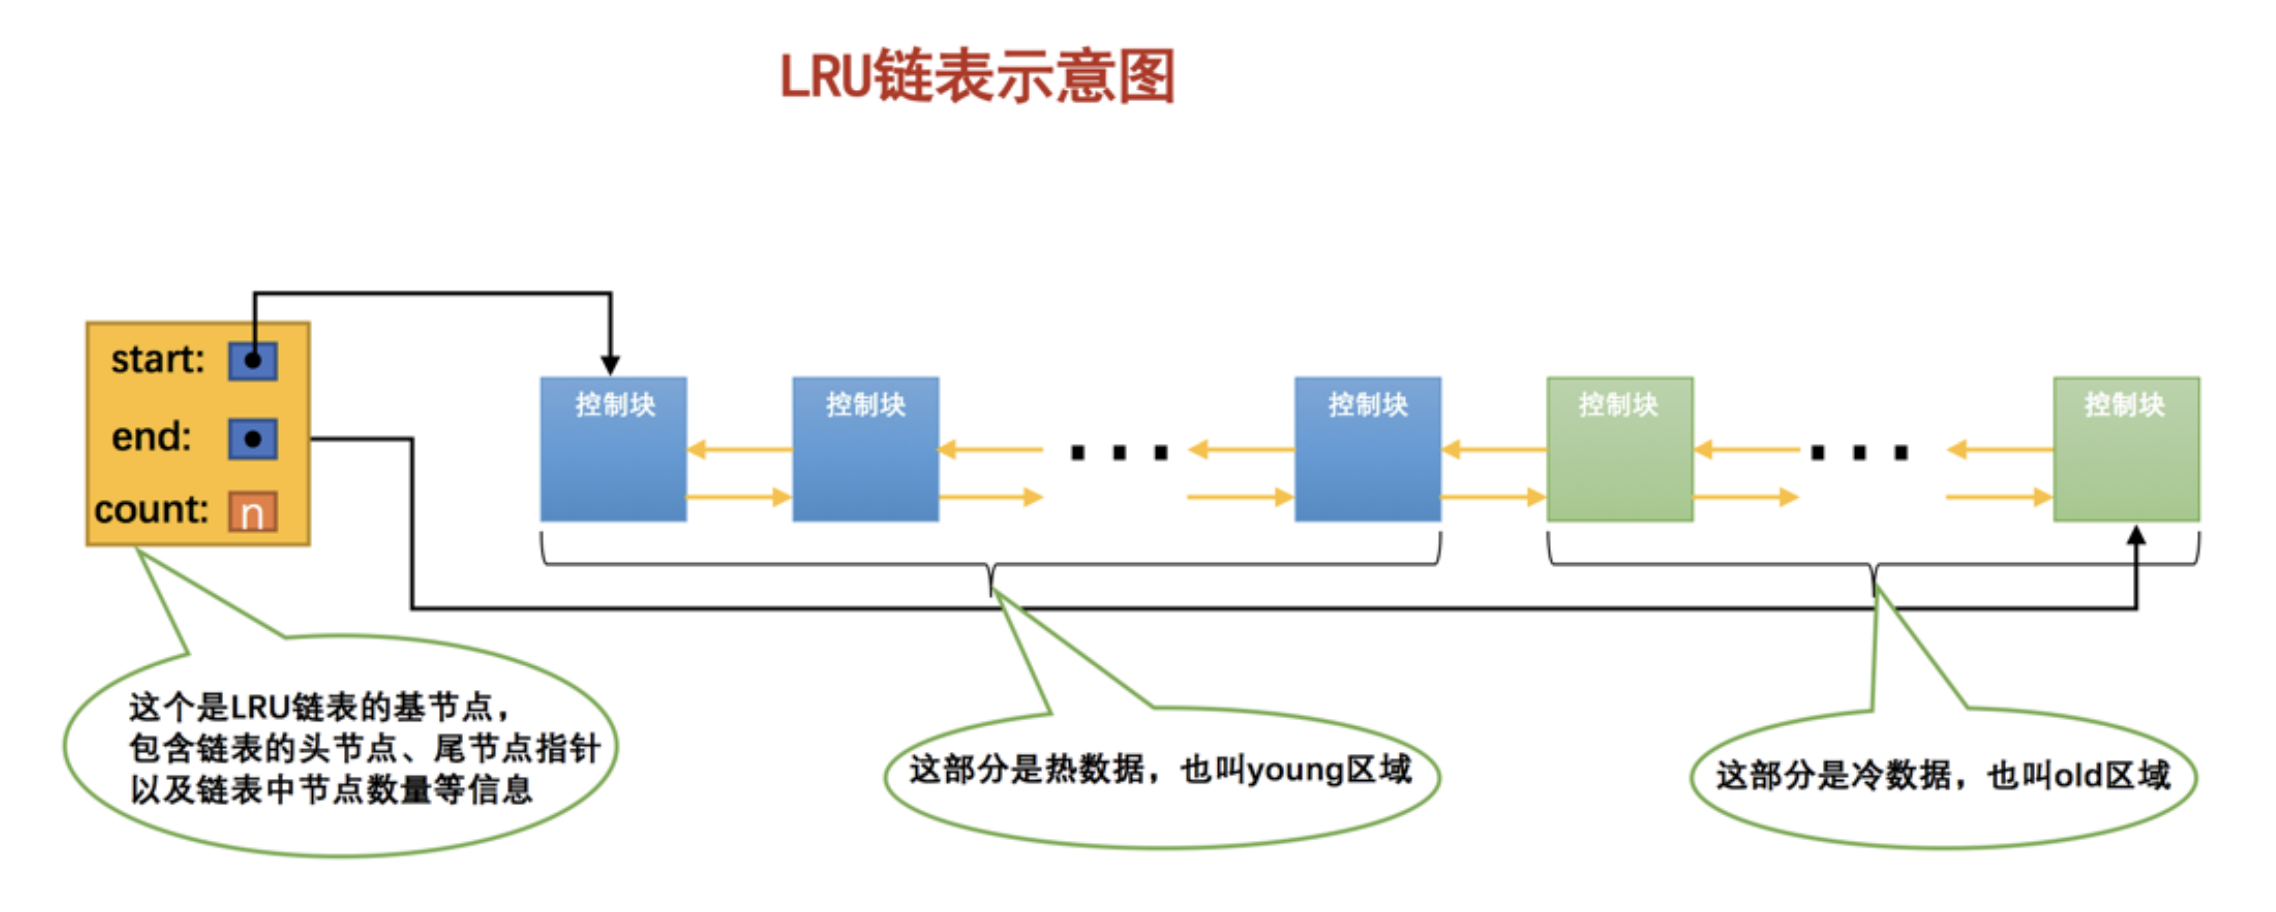 LRU链表示意图
start:
end:
count: n
控制块
控制块
控制块
控制块
控制块
这个是LRU链表的基节点，
包含链表的头节点、尾节点指针
以及链表中节点数量等信息
这部分是热数据，也叫young区域
这部分是冷数据，也叫old区域